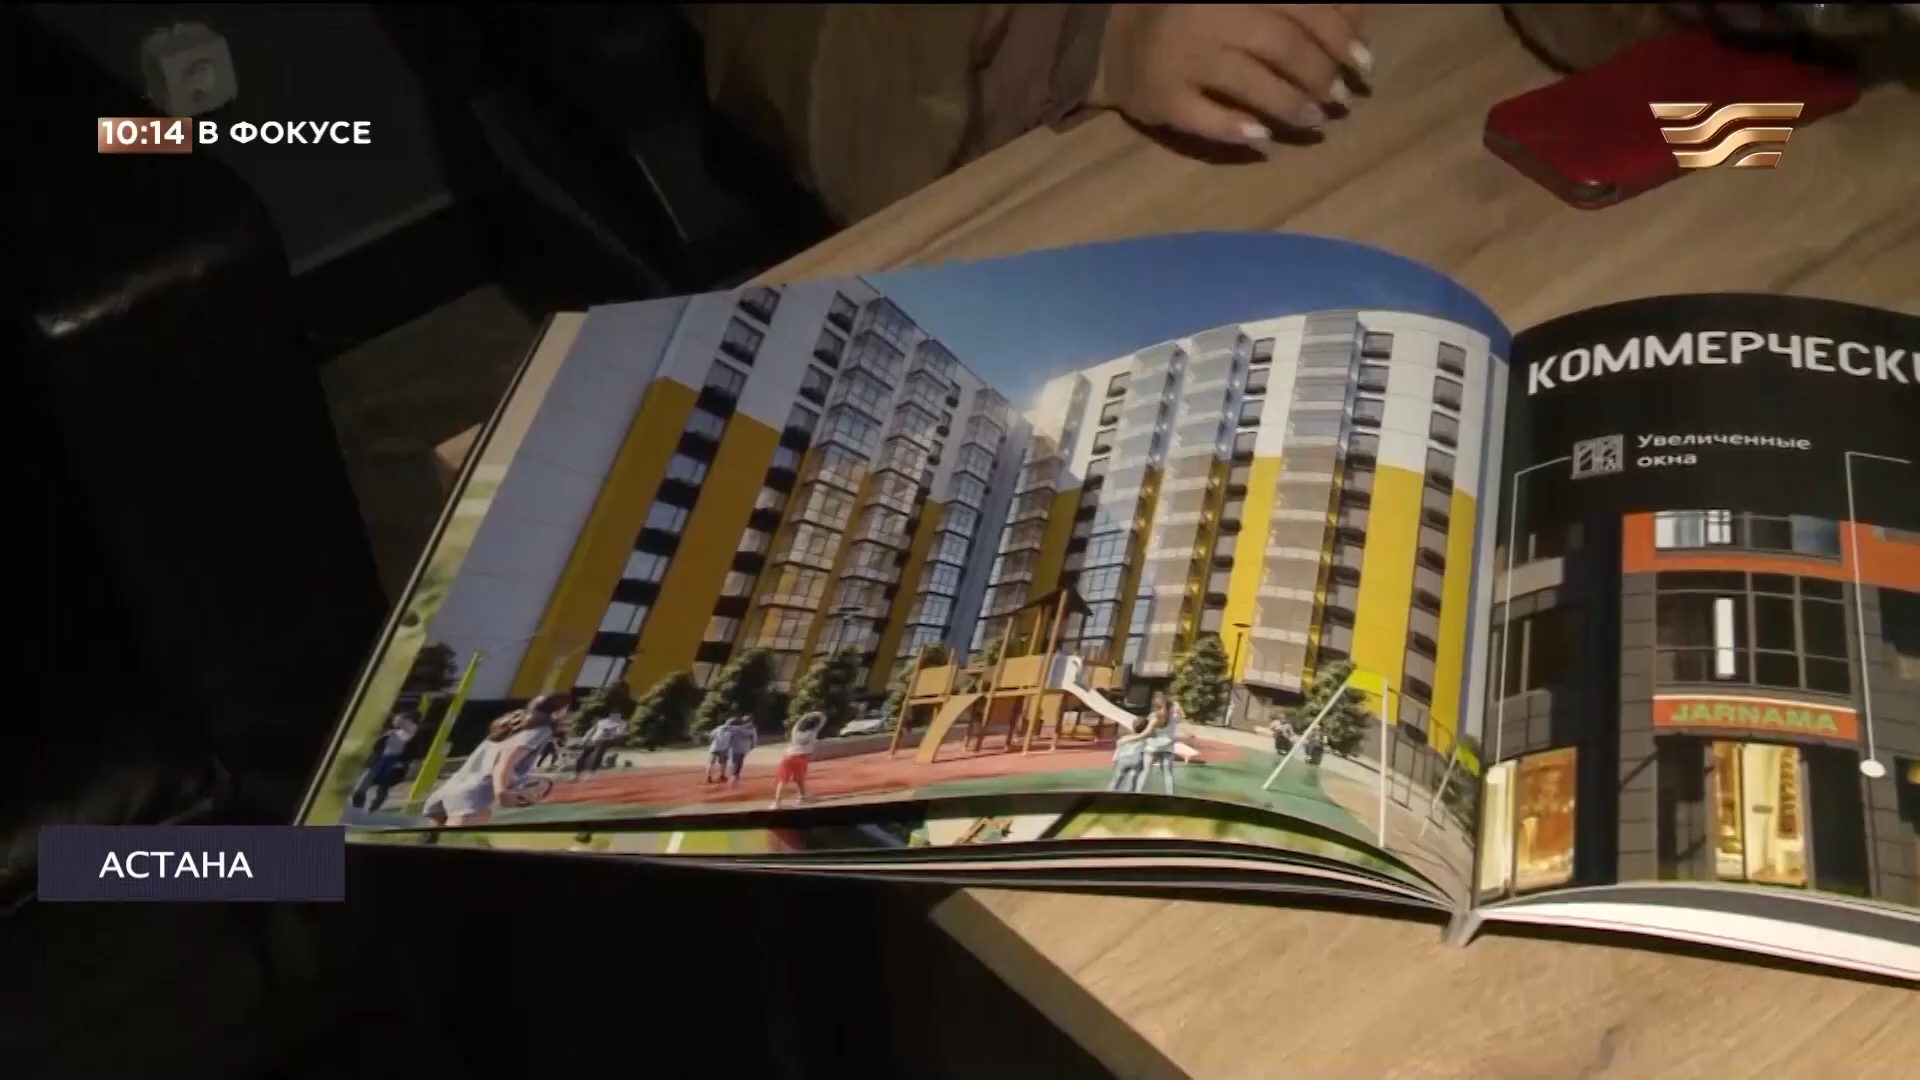 10:14 В ФОКУСЕ
КОММЕРЧЕСК
Увеличенные
окна
JARNAMA
АСТАНА